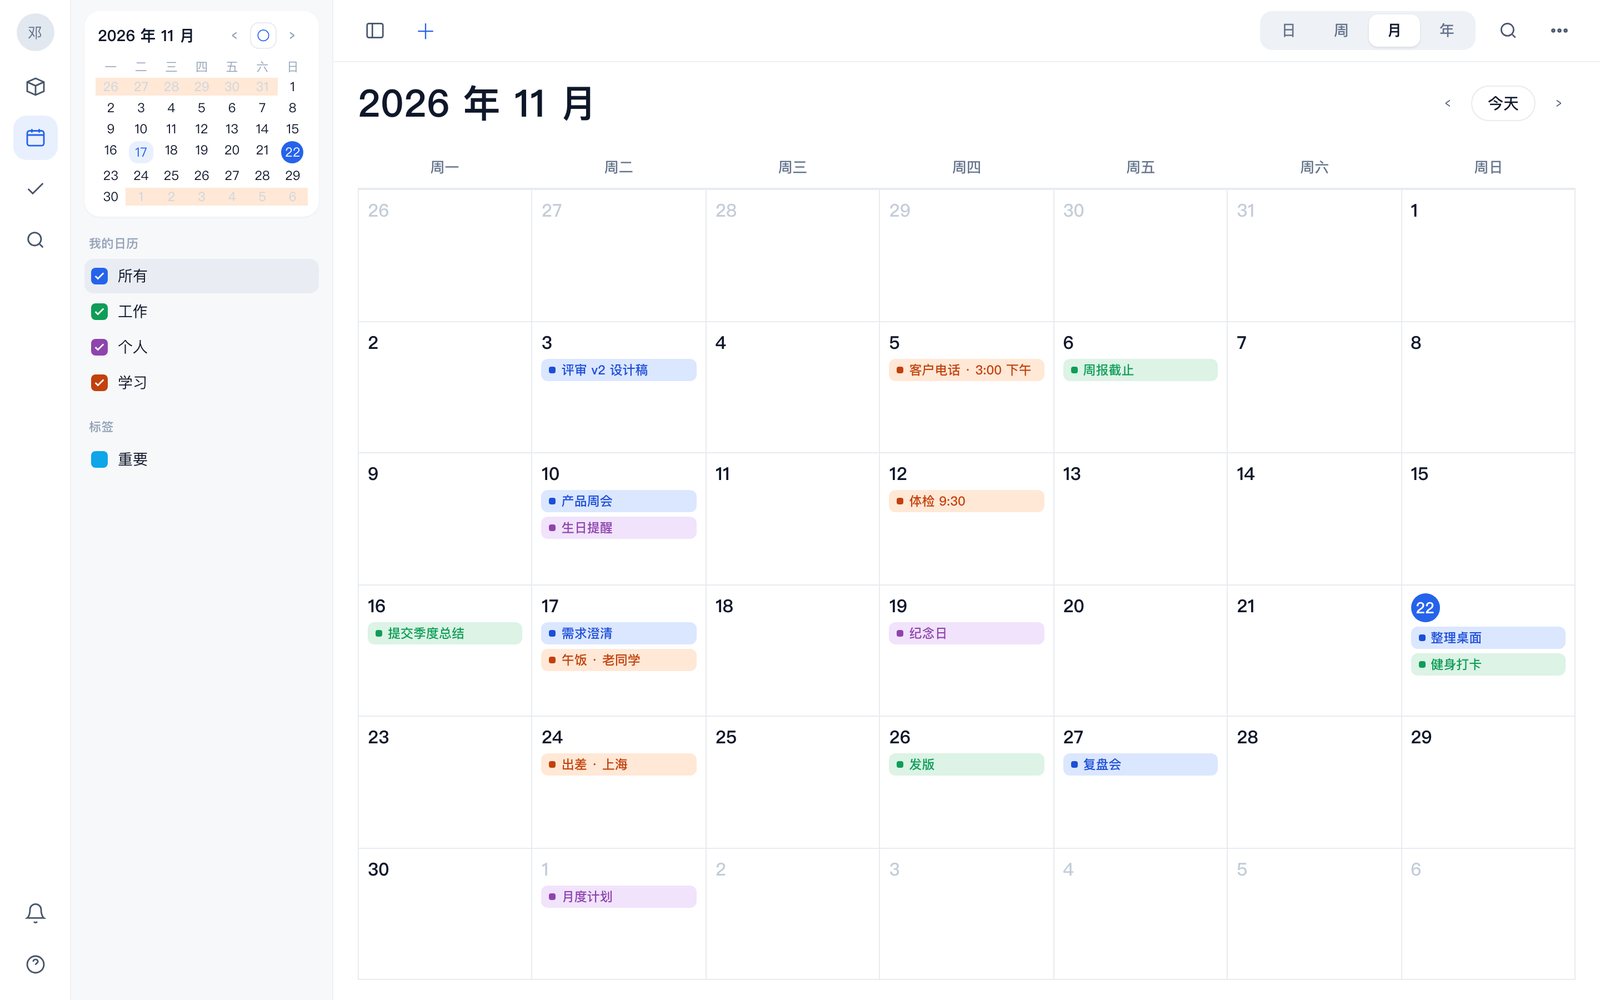 邓
2026 年 11 月
一 二 三 四 五 六 日
26 27 28 29 30 31 1
2 3 4 5 6 7 8
9 10 11 12 13 14 15
16 17 18 19 20 21 22
23 24 25 26 27 28 29
30 1 2 3 4 5 6
我的日历
所有
工作
个人
学习
标签
重要
日 周 月 年
2026 年 11 月
今天
周一 周二 周三 周四 周五 周六 周日
26 27 28 29 30 31 1
2 3 4 5 6 7 8
评审 v2 设计稿 客户电话 · 3:00 下午 周报截止
9 10 11 12 13 14 15
产品周会 体检 9:30
生日提醒
16 17 18 19 20 21 22
提交季度总结 需求澄清 纪念日 整理桌面
午饭 · 老同学 健身打卡
23 24 25 26 27 28 29
出差 · 上海 发版 复盘会
30 1 2 3 4 5 6
月度计划